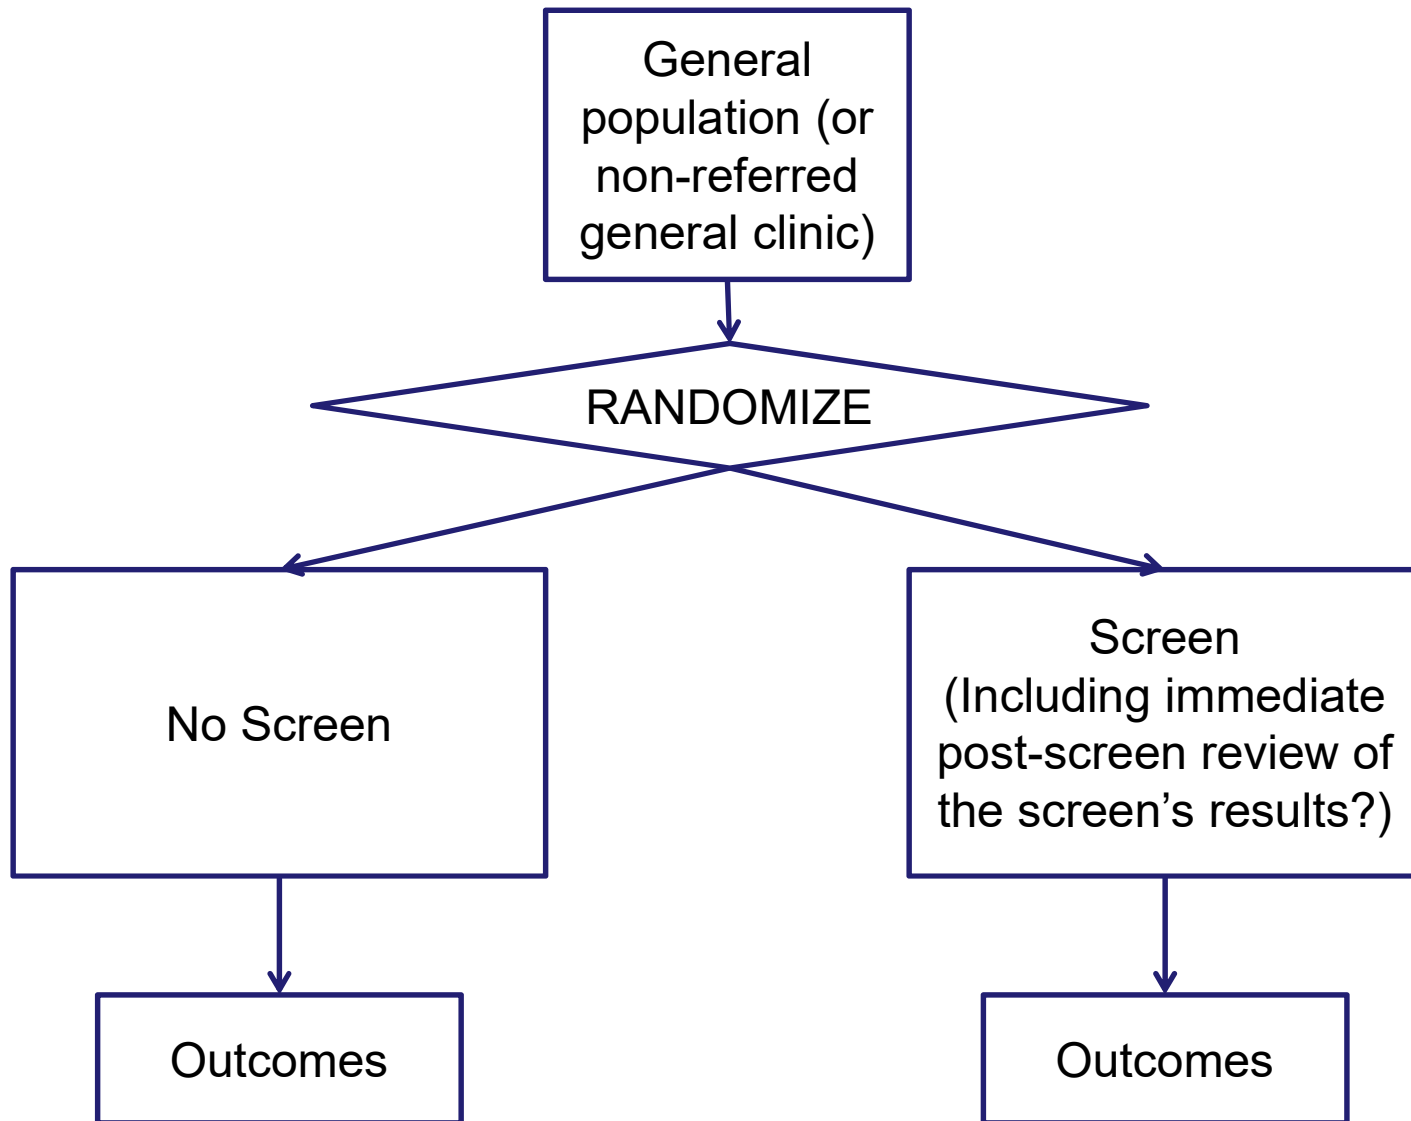 General
population (or
non-referred
general clinic)
RANDOMIZE
No Screen
Screen
(Including immediate
post-screen review of
the screen’s results?)
Outcomes
Outcomes